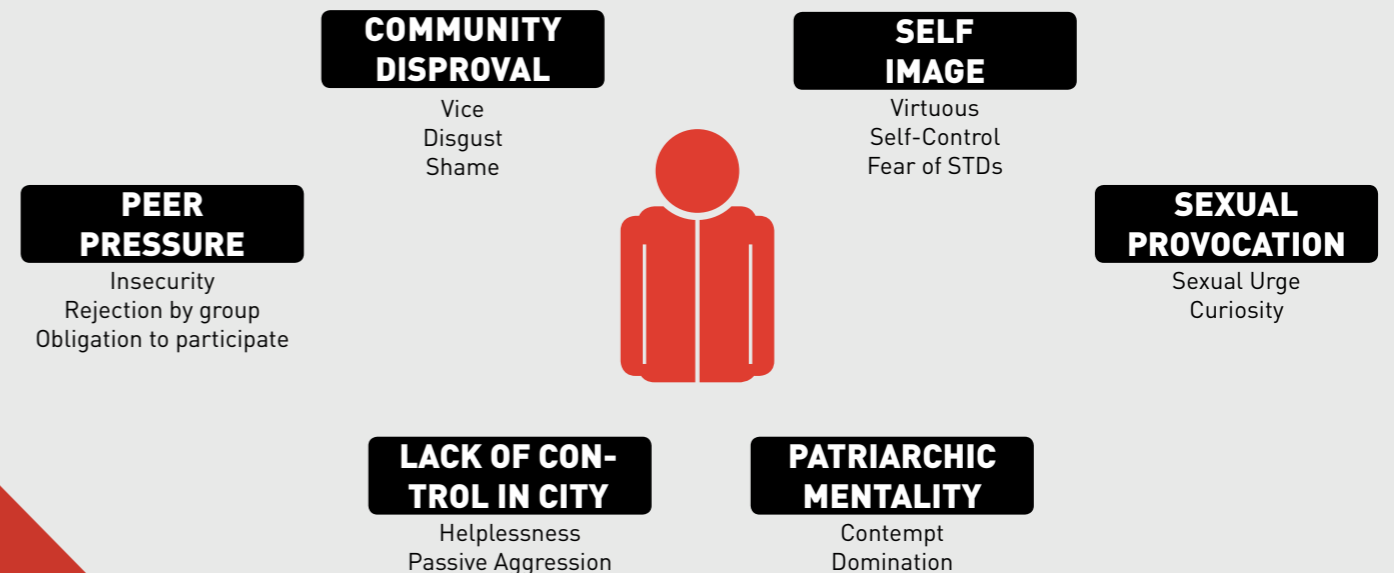 COMMUNITY
DISPROVAL
Vice
Disgust
Shame
SELF
IMAGE
Virtuous
Self-Control
Fear of STDs
PEER
PRESSURE
Insecurity
Rejection by group
Obligation to participate
SEXUAL
PROVOCATION
Sexual Urge
Curiosity
LACK OF CON-
TROL IN CITY
Helplessness
Passive Aggression
PATRIARCHIC
MENTALITY
Contempt
Domination